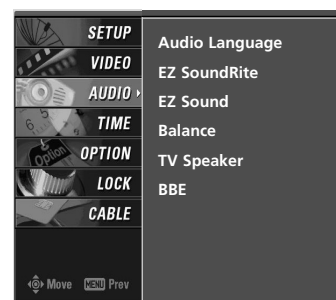 SETUP
VIDEO
AUDIO
TIME
OPTION
LOCK
CABLE
Move MENU Prev
Audio Language
EZ SoundRite
EZ Sound
Balance
TV Speaker
BBE